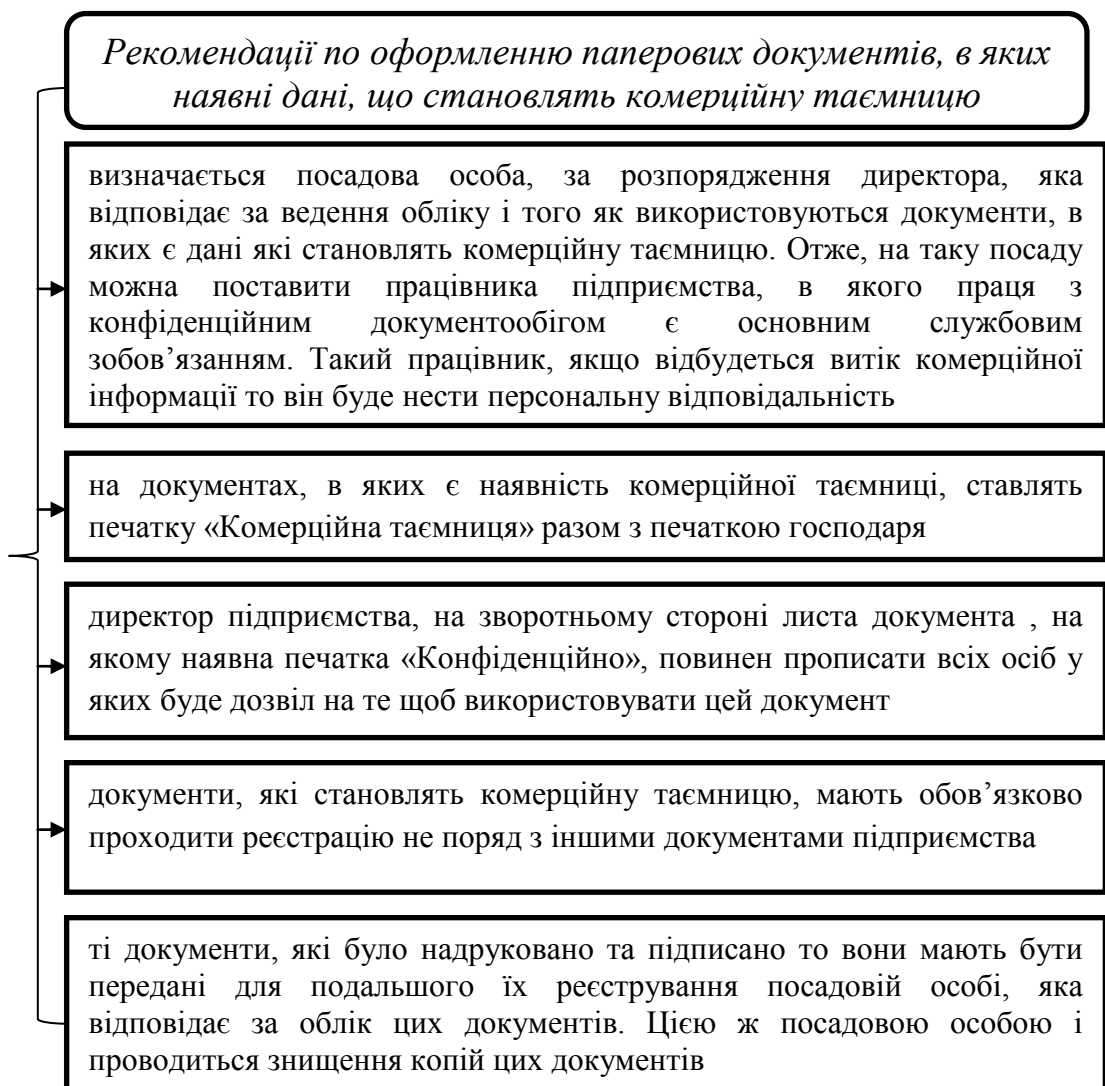 Рекомендації по оформленню паперових документів, в яких
наявні дані, що становлять комерційну таємницю
визначається посадова особа, за розпорядження директора, яка
відповідає за ведення обліку і того як використовуються документи, в
яких є дані які становлять комерційну таємницю. Отже, на таку посаду
можна поставити працівника підприємства, в якого праця з
конфіденційним документообігом є основним службовим
зобов’язанням. Такий працівник, якщо відбудеться витік комерційної
інформації то він буде нести персональну відповідальність
на документах, в яких є наявність комерційної таємниці, ставлять
печатку «Комерційна таємниця» разом з печаткою господаря
директор підприємства, на зворотньому стороні листа документа , на
якому наявна печатка «Конфіденційно», повинен прописати всіх осіб у
яких буде дозвіл на те щоб використовувати цей документ
документи, які становлять комерційну таємницю, мають обов’язково
проходити реєстрацію не поряд з іншими документами підприємства
ті документи, які було надруковано та підписано то вони мають бути
передані для подальшого їх реєстрування посадовій особі, яка
відповідає за облік цих документів. Цією ж посадовою особою і
проводиться знищення копій цих документів